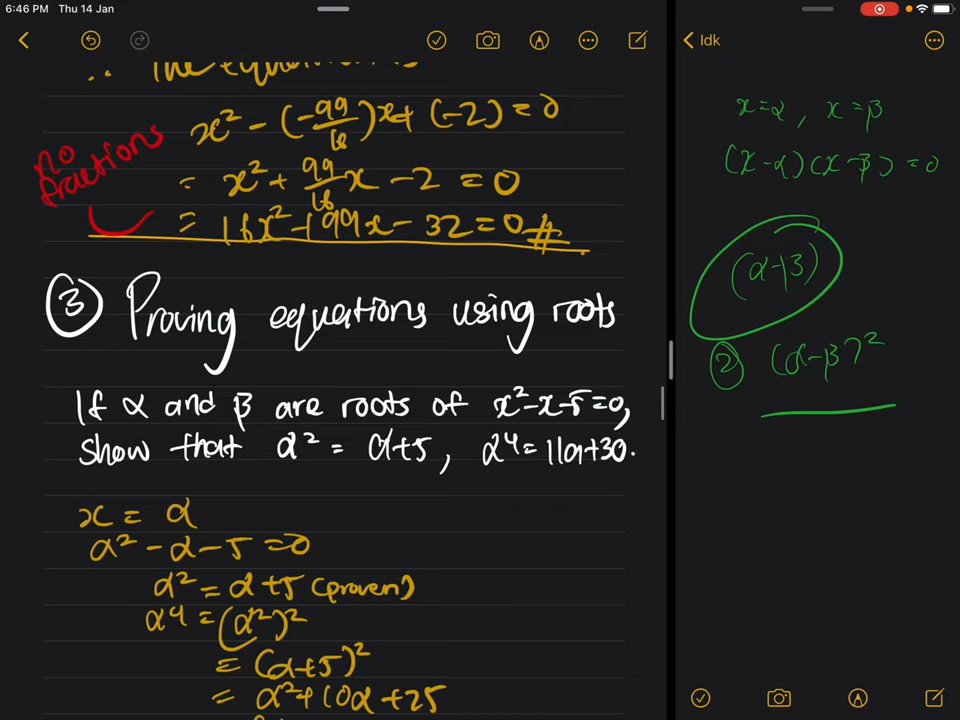 6:46 PM Thu 14 Jan
∴ The equation is
x² - (-99/16)x + (-2) = 0
= x² + 99/16 x - 2 = 0
= 16x² + 99x - 32 = 0 #
no
fractions
③ Proving equations using roots
If α and β are roots of x²-x-5=0,
show that α² = α+5, α⁴=11α+30.
x = α
α² - α - 5 = 0
α² = α + 5 (proven)
α⁴ = (α²)²
= (α+5)²
= α² + 10α + 25
Idk
x=α, x=β
(x-α)(x-β) = 0
(α-β)
② (α-β)²